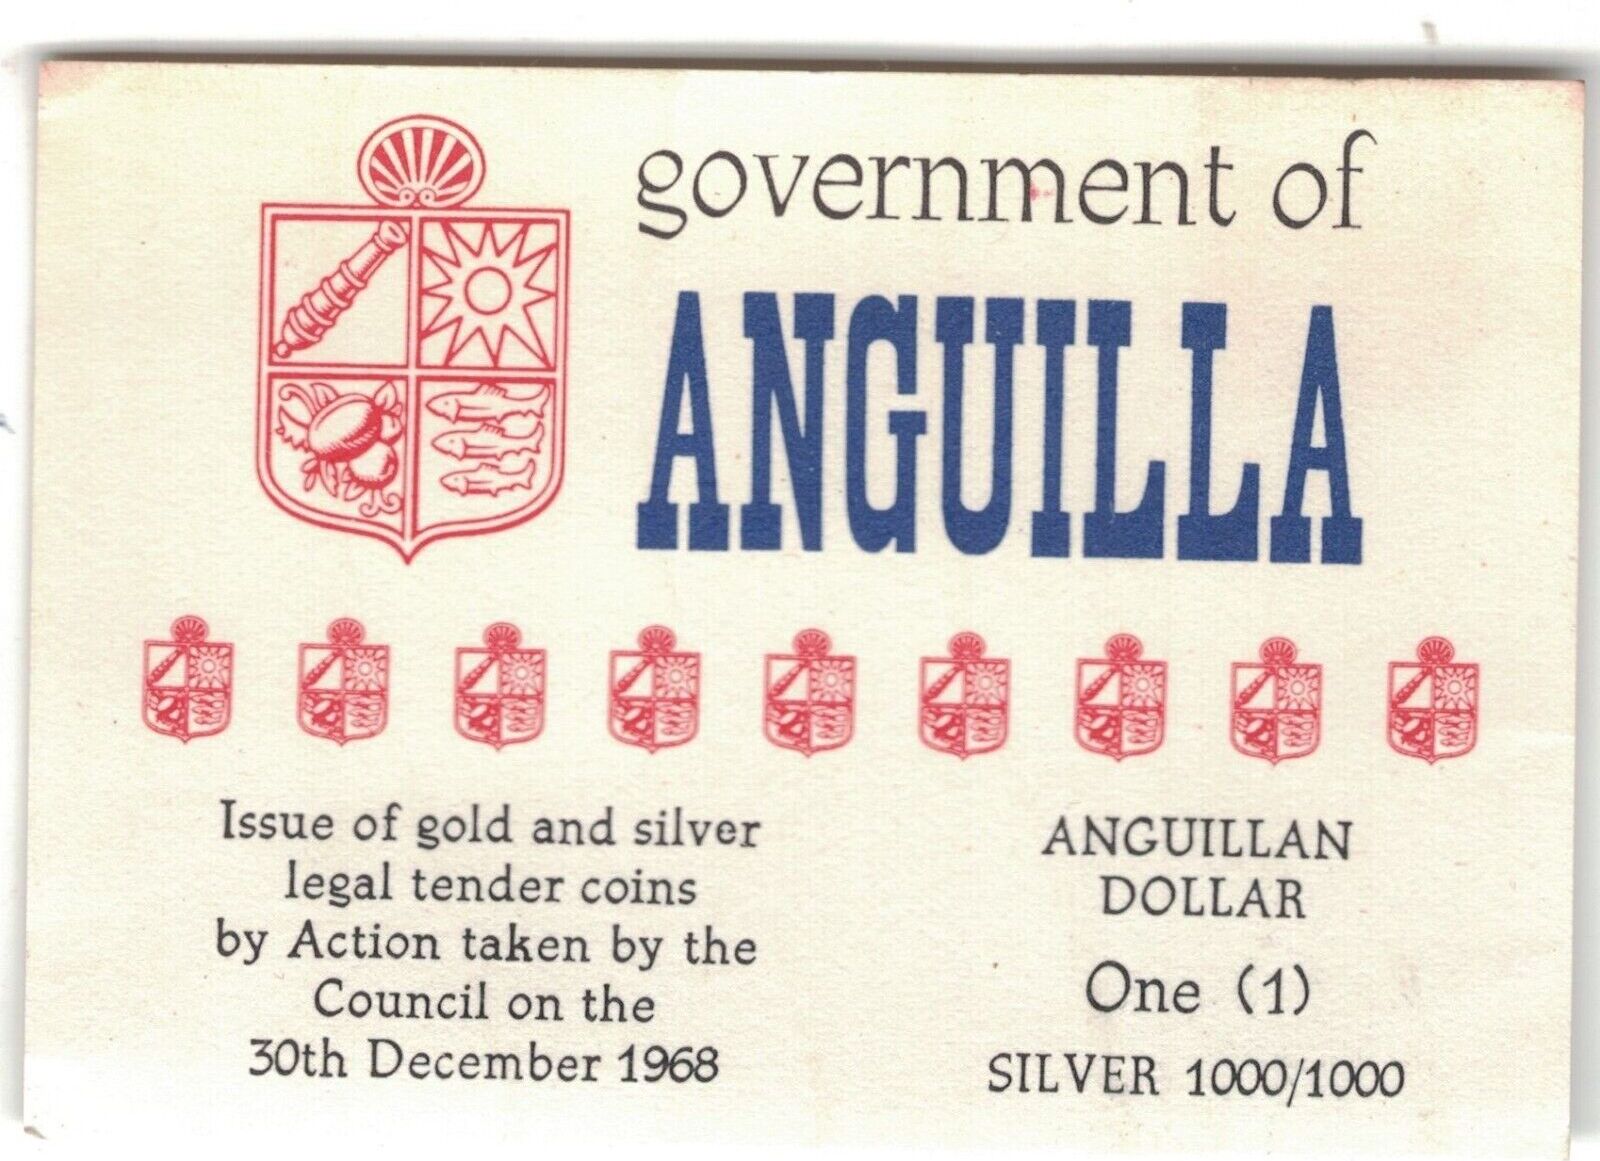 government of
ANGUILLA
Issue of gold and silver
legal tender coins
by Action taken by the
Council on the
30th December 1968
ANGUILLAN
DOLLAR
One (1)
SILVER 1000/1000